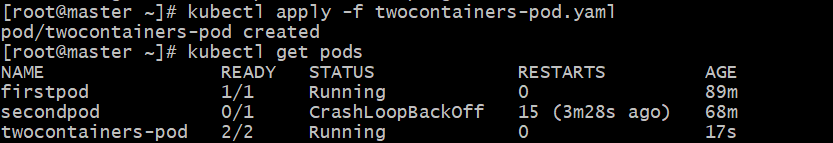 [root@master ~]# kubectl apply -f twocontainers-pod.yaml
pod/twocontainers-pod created
[root@master ~]# kubectl get pods
NAME READY STATUS RESTARTS AGE
firstpod 1/1 Running 0 89m
secondpod 0/1 CrashLoopBackOff 15 (3m28s ago) 68m
twocontainers-pod 2/2 Running 0 17s